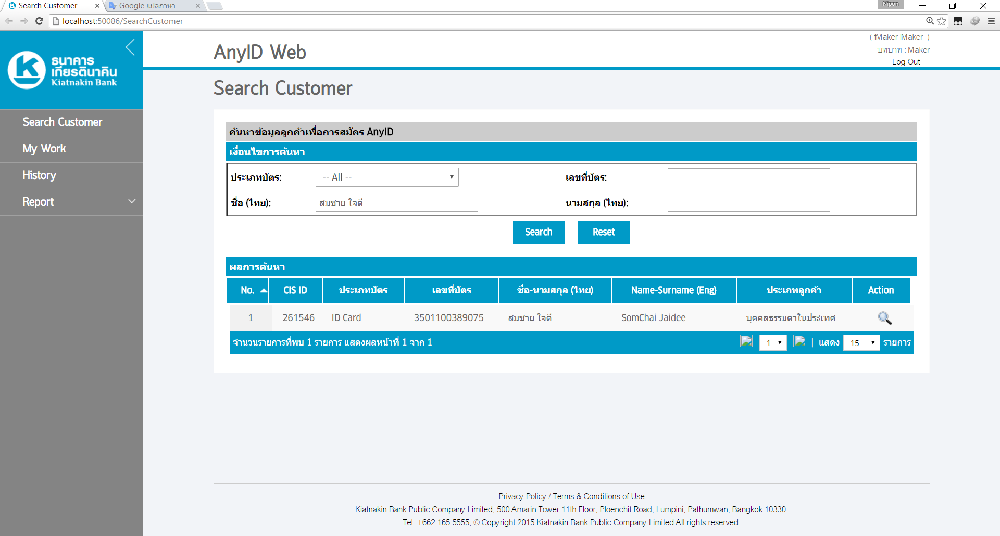 Search Customer
Google แปลภาษา
Nipon
localhost:50086/SearchCustomer
ธนาคาร
เกียรตินาคิน
Kiatnakin Bank
AnyID Web
( fMaker lMaker )
บทบาท : Maker
Log Out
Search Customer
My Work
History
Report
Search Customer
ค้นหาข้อมูลลูกค้าเพื่อการสมัคร AnyID
เงื่อนไขการค้นหา
ประเภทบัตร: -- All -- เลขที่บัตร:
ชื่อ (ไทย): สมชาย ใจดี นามสกุล (ไทย):
Search Reset
ผลการค้นหา
No. CIS ID ประเภทบัตร เลขที่บัตร ชื่อ-นามสกุล (ไทย) Name-Surname (Eng) ประเภทลูกค้า Action
1 261546 ID Card 3501100389075 สมชาย ใจดี SomChai Jaidee บุคคลธรรมดาในประเทศ
จำนวนรายการที่พบ 1 รายการ แสดงผลหน้าที่ 1 จาก 1 1 | แสดง 15 รายการ
Privacy Policy / Terms & Conditions of Use
Kiatnakin Bank Public Company Limited, 500 Amarin Tower 11th Floor, Ploenchit Road, Lumpini, Pathumwan, Bangkok 10330
Tel: +662 165 5555, © Copyright 2015 Kiatnakin Bank Public Company Limited All rights reserved.